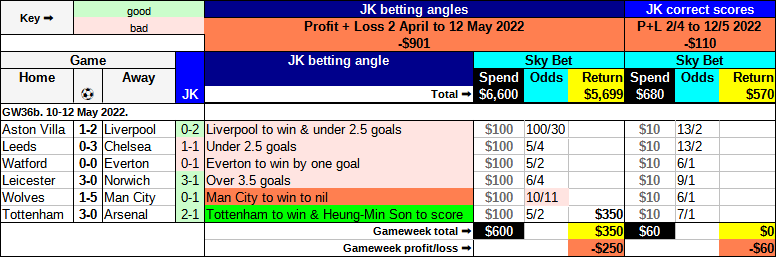 Key ➞ good JK betting angles JK correct scores
bad Profit + Loss 2 April to 12 May 2022 P+L 2/4 to 12/5 2022
-$901 -$110
Game JK betting angle Sky Bet Sky Bet
Home Away JK Spend Odds Return Spend Odds Return
Total ➞ $6,600 5,699 $680 $570
GW36b. 10-12 May 2022.
Aston Villa 1-2 Liverpool 0-2 Liverpool to win & under 2.5 goals $100 100/30 $10 13/2
Leeds 0-3 Chelsea 1-1 Under 2.5 goals $100 5/4 $10 13/2
Watford 0-0 Everton 0-1 Everton to win by one goal $100 5/2 $10 6/1
Leicester 3-0 Norwich 3-1 Over 3.5 goals $100 6/4 $10 9/1
Wolves 1-5 Man City 0-1 Man City to win to nil $100 10/11 $10 6/1
Tottenham 3-0 Arsenal 2-1 Tottenham to win & Heung-Min Son to score $100 5/2 $350 $10 7/1
Gameweek total ➞ $600 $350 $60 $0
Gameweek profit/loss ➞ -$250 -$60